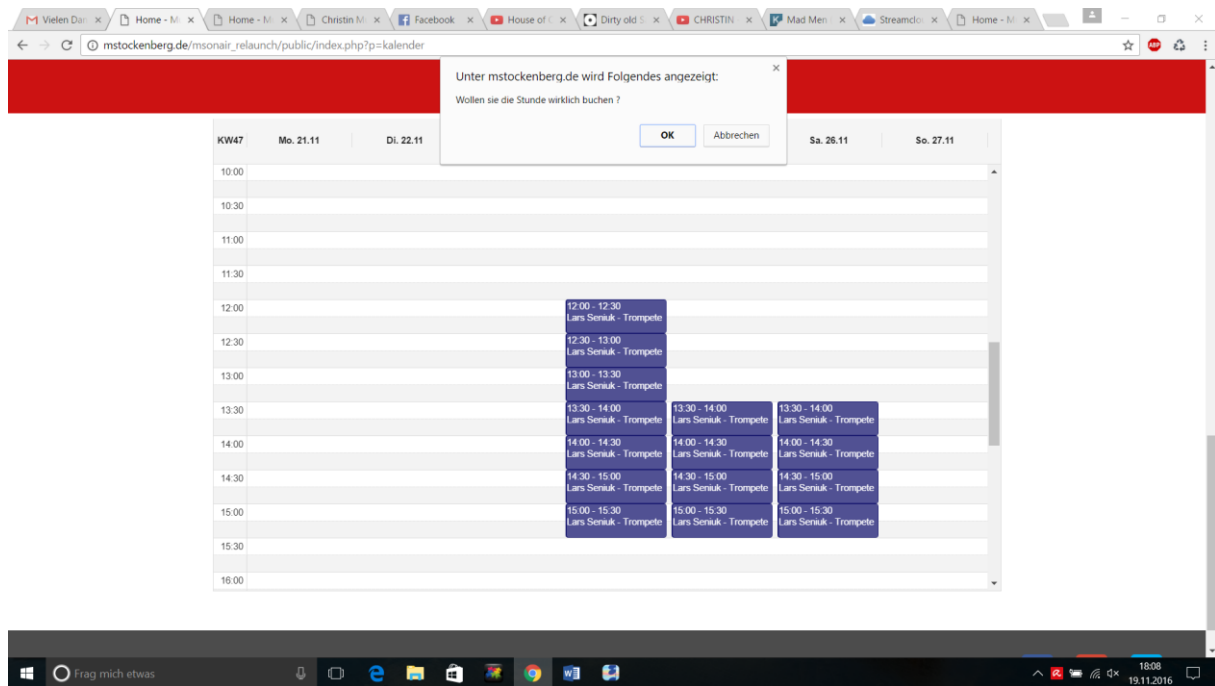 Vielen Dan
Home - M
Home - M
Christin M
Facebook
House of
Dirty old S
CHRISTIN
Mad Men
Streamclo
Home - M
mstockenberg.de/msonair_relaunch/public/index.php?p=kalender
ABP
Unter mstockenberg.de wird Folgendes angezeigt:
Wollen sie die Stunde wirklich buchen ?
OK Abbrechen
KW47 Mo. 21.11 Di. 22.11 Sa. 26.11 So. 27.11
10:00
10:30
11:00
11:30
12:00
12:00 - 12:30
Lars Seniuk - Trompete
12:30
12:30 - 13:00
Lars Seniuk - Trompete
13:00
13:00 - 13:30
Lars Seniuk - Trompete
13:30
13:30 - 14:00 13:30 - 14:00 13:30 - 14:00
Lars Seniuk - Trompete Lars Seniuk - Trompete Lars Seniuk - Trompete
14:00
14:00 - 14:30 14:00 - 14:30 14:00 - 14:30
Lars Seniuk - Trompete Lars Seniuk - Trompete Lars Seniuk - Trompete
14:30
14:30 - 15:00 14:30 - 15:00 14:30 - 15:00
Lars Seniuk - Trompete Lars Seniuk - Trompete Lars Seniuk - Trompete
15:00
15:00 - 15:30 15:00 - 15:30 15:00 - 15:30
Lars Seniuk - Trompete Lars Seniuk - Trompete Lars Seniuk - Trompete
15:30
16:00
Frag mich etwas
18:08
19.11.2016